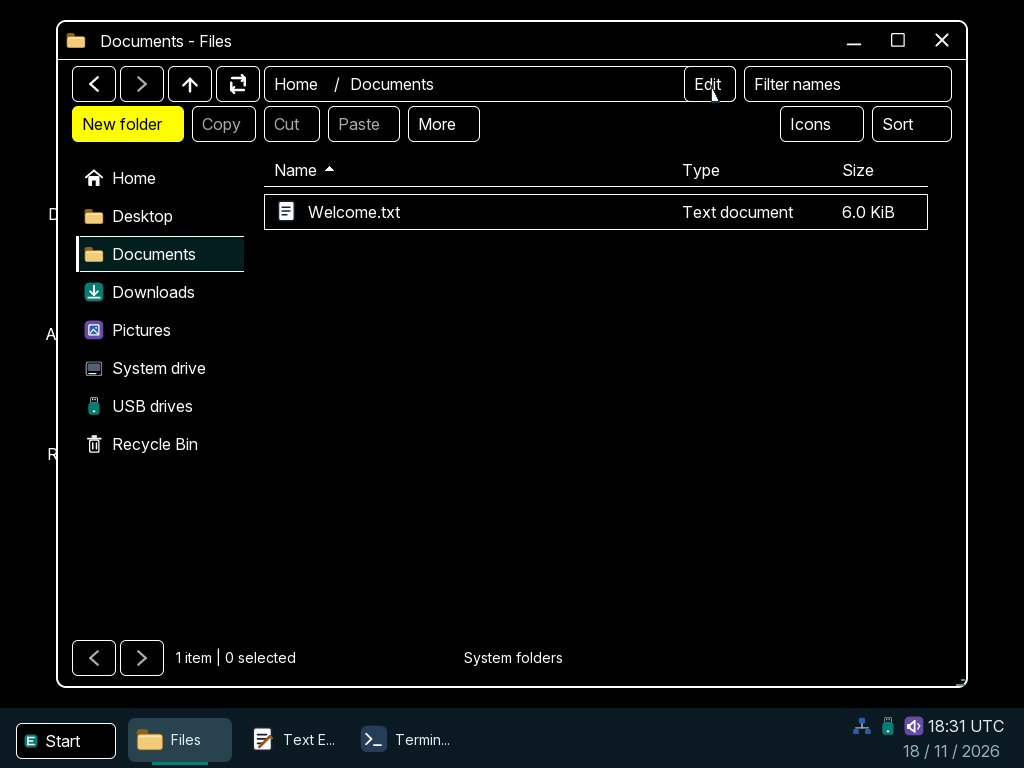 Documents - Files
Home / Documents Edit Filter names
New folder Copy Cut Paste More Icons Sort
Name Type Size
Welcome.txt Text document 6.0 KiB
Home
Desktop
Documents
Downloads
Pictures
System drive
USB drives
Recycle Bin
D
A
R
1 item | 0 selected System folders
Start Files Text E... Termin... 18:31 UTC
18 / 11 / 2026